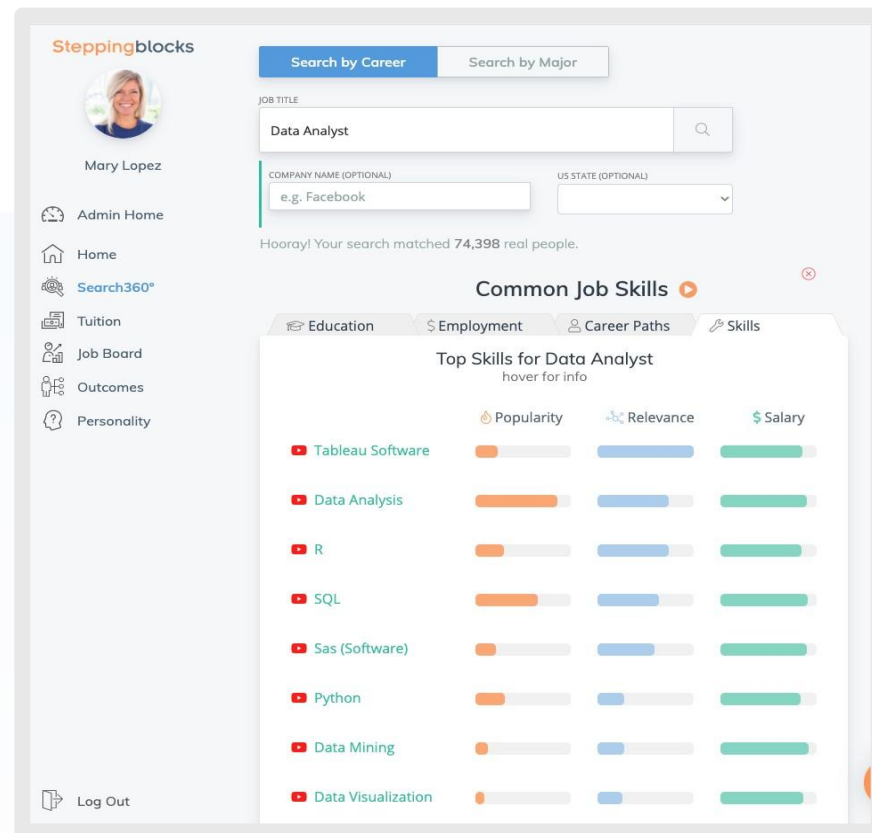 Steppingblocks
Mary Lopez
Admin Home
Home
Search360°
Tuition
Job Board
Outcomes
Personality
Log Out
Search by Career
Search by Major
JOB TITLE
Data Analyst
COMPANY NAME (OPTIONAL)
e.g. Facebook
US STATE (OPTIONAL)
Hooray! Your search matched 74,398 real people.
Common Job Skills
Education
$ Employment
Career Paths
Skills
Top Skills for Data Analyst
hover for info
Popularity
Relevance
$ Salary
Tableau Software
Data Analysis
R
SQL
Sas (Software)
Python
Data Mining
Data Visualization